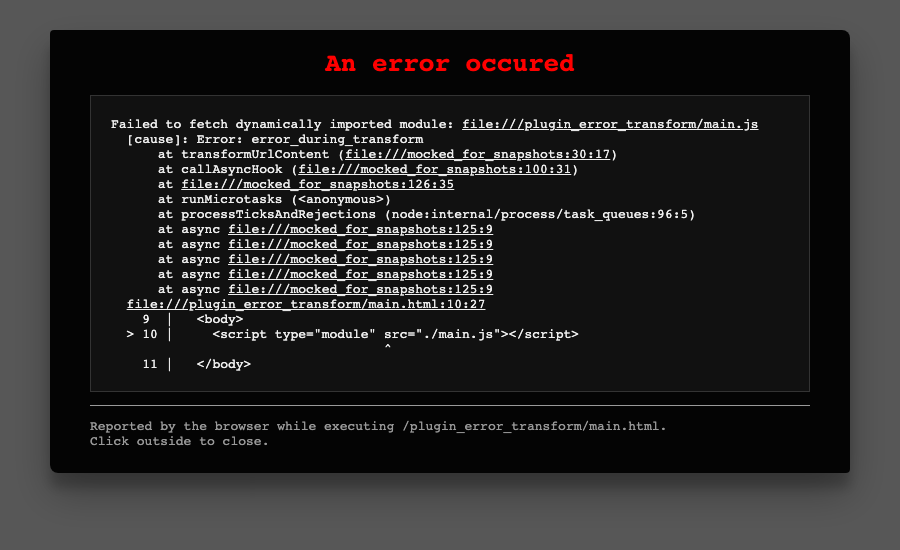 An error occured
Failed to fetch dynamically imported module: file:///plugin_error_transform/main.js
  [cause]: Error: error_during_transform
      at transformUrlContent (file:///mocked_for_snapshots:30:17)
      at callAsyncHook (file:///mocked_for_snapshots:100:31)
      at file:///mocked_for_snapshots:126:35
      at runMicrotasks (<anonymous>)
      at processTicksAndRejections (node:internal/process/task_queues:96:5)
      at async file:///mocked_for_snapshots:125:9
      at async file:///mocked_for_snapshots:125:9
      at async file:///mocked_for_snapshots:125:9
      at async file:///mocked_for_snapshots:125:9
      at async file:///mocked_for_snapshots:125:9
  file:///plugin_error_transform/main.html:10:27
    9  |   <body>
  > 10 |     <script type="module" src="./main.js"></script>
                                   ^
    11 |   </body>
Reported by the browser while executing /plugin_error_transform/main.html.
Click outside to close.